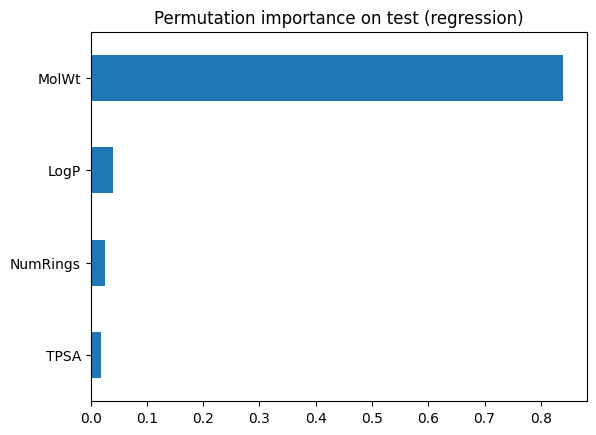 Permutation importance on test (regression)
MolWt
LogP
NumRings
TPSA
0.0 0.1 0.2 0.3 0.4 0.5 0.6 0.7 0.8